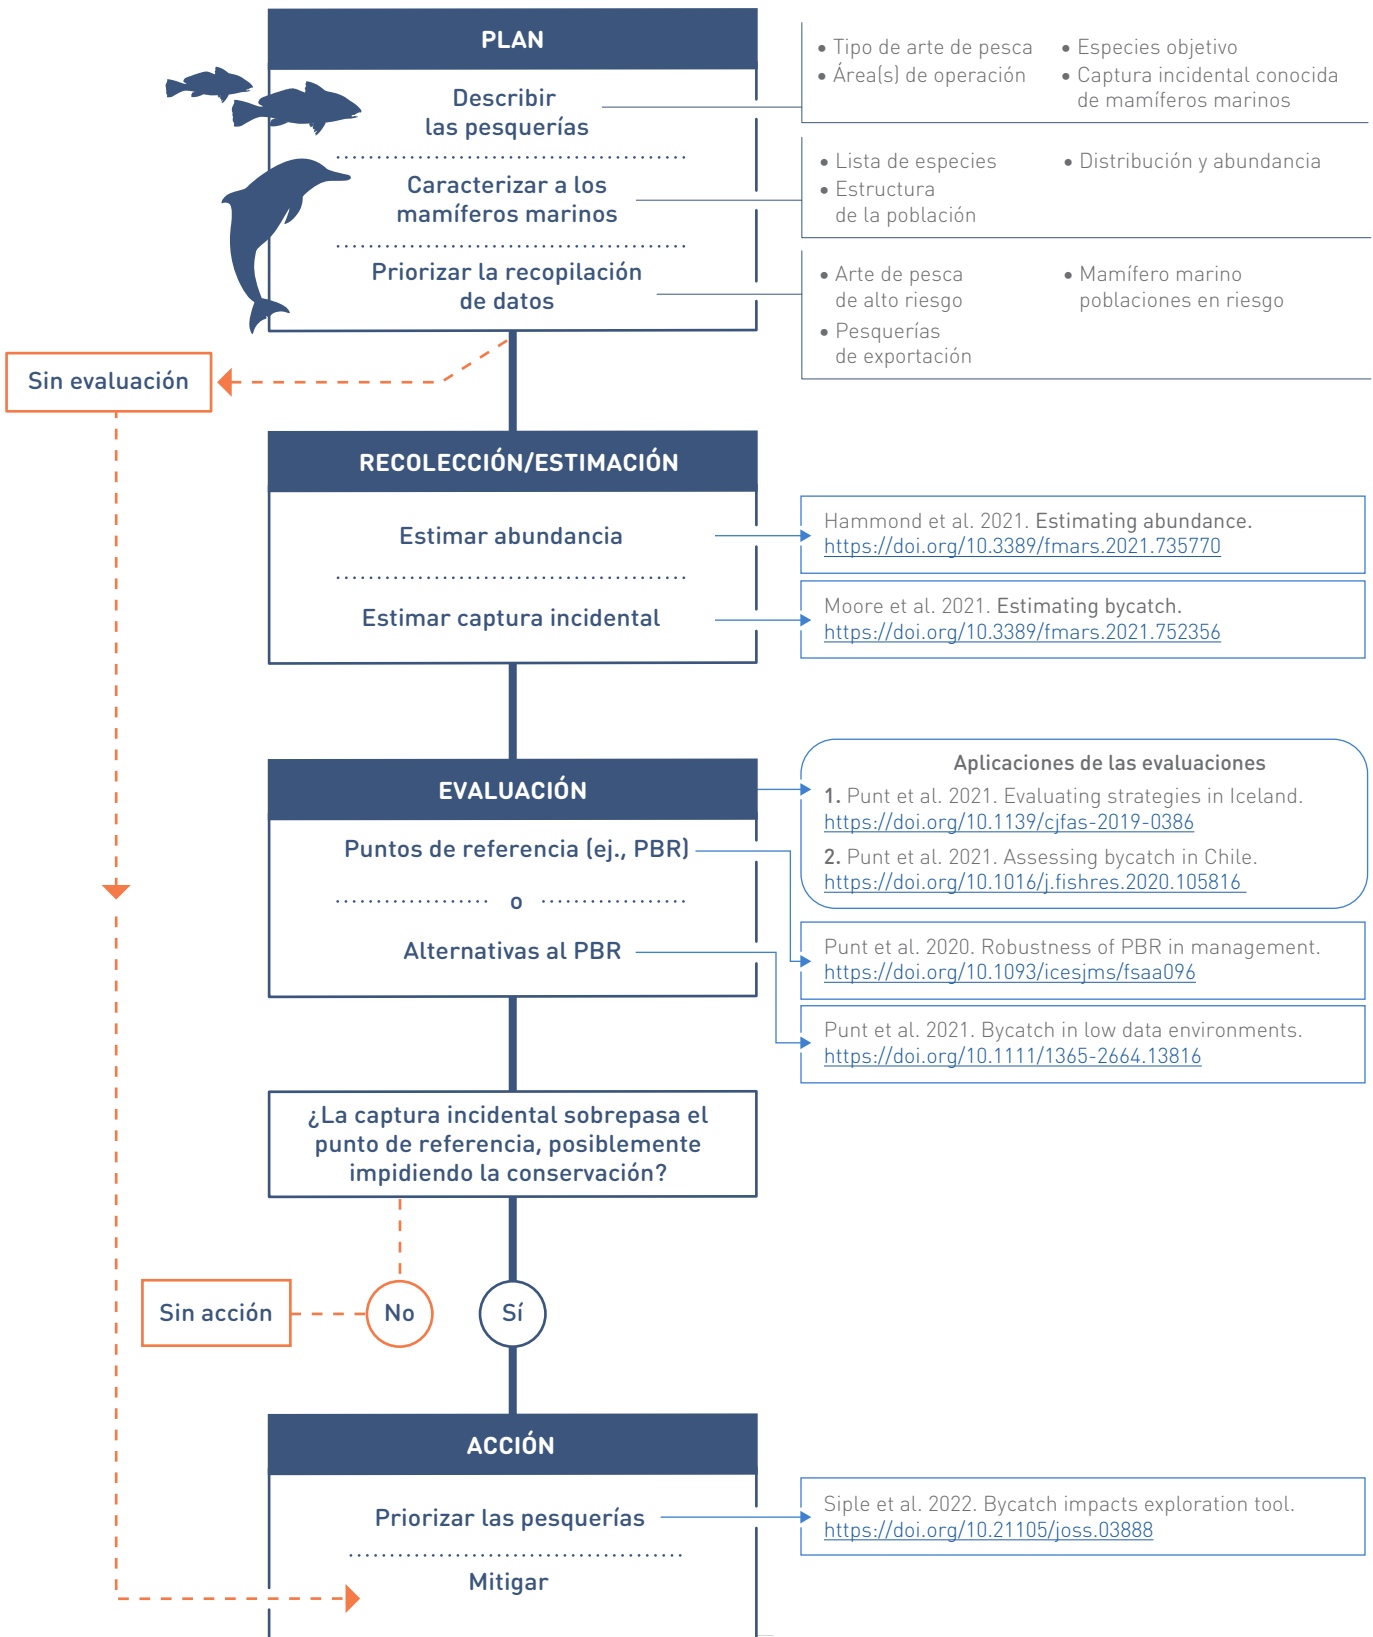 PLAN
Describir
las pesquerías
• Tipo de arte de pesca
• Área(s) de operación
• Especies objetivo
• Captura incidental conocida
de mamíferos marinos
Caracterizar a los
mamíferos marinos
• Lista de especies
• Estructura
de la población
• Distribución y abundancia
Priorizar la recopilación
de datos
• Arte de pesca
de alto riesgo
• Pesquerías
de exportación
• Mamífero marino
poblaciones en riesgo
Sin evaluación
RECOLECCIÓN/ESTIMACIÓN
Estimar abundancia
Hammond et al. 2021. Estimating abundance.
https://doi.org/10.3389/fmars.2021.735770
Estimar captura incidental
Moore et al. 2021. Estimating bycatch.
https://doi.org/10.3389/fmars.2021.752356
EVALUACIÓN
Aplicaciones de las evaluaciones
1. Punt et al. 2021. Evaluating strategies in Iceland.
https://doi.org/10.1139/cjfas-2019-0386
2. Punt et al. 2021. Assessing bycatch in Chile.
https://doi.org/10.1016/j.fishres.2020.105816
Puntos de referencia (ej., PBR)
o
Alternativas al PBR
Punt et al. 2020. Robustness of PBR in management.
https://doi.org/10.1093/icesjms/fsaa096
Punt et al. 2021. Bycatch in low data environments.
https://doi.org/10.1111/1365-2664.13816
¿La captura incidental sobrepasa el
punto de referencia, posiblemente
impidiendo la conservación?
Sin acción
No
Sí
ACCIÓN
Priorizar las pesquerías
Siple et al. 2022. Bycatch impacts exploration tool.
https://doi.org/10.21105/joss.03888
Mitigar